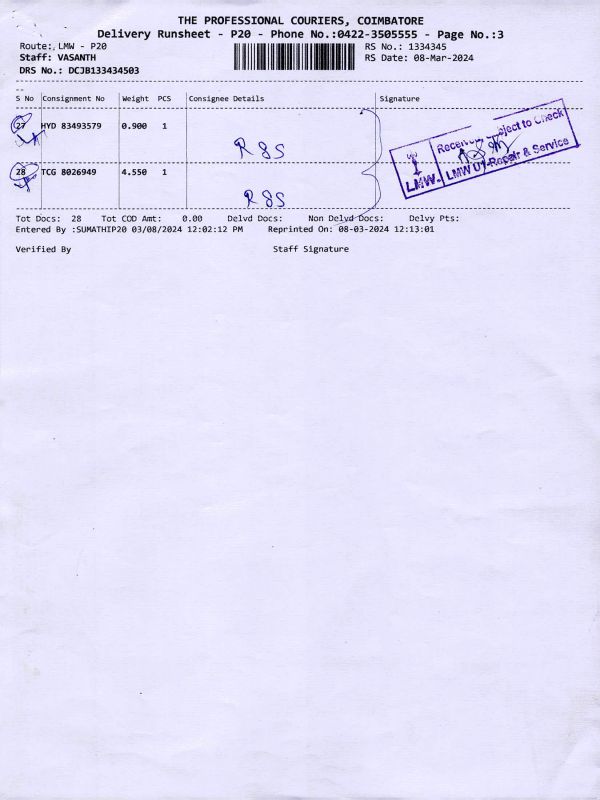 THE PROFESSIONAL COURIERS, COIMBATORE
Delivery Runsheet - P20 - Phone No.:0422-3505555 - Page No.:3
Route: LMW - P20
RS No.: 1334345
Staff: VASANTH
RS Date: 08-Mar-2024
DRS No.: DCJB133434503
S No Consignment No Weight PCS Consignee Details Signature
27 HYD 83493579 0.900 1
R&S
Received Subject to Check
LMW U1-Repair & Service
LMW
28 TCG 8026949 4.550 1
R&S
Tot Docs: 28 Tot COD Amt: 0.00 Delvd Docs: Non Delvd Docs: Delvy Pts:
Entered By :SUMATHIP20 03/08/2024 12:02:12 PM Reprinted On: 08-03-2024 12:13:01
Verified By Staff Signature